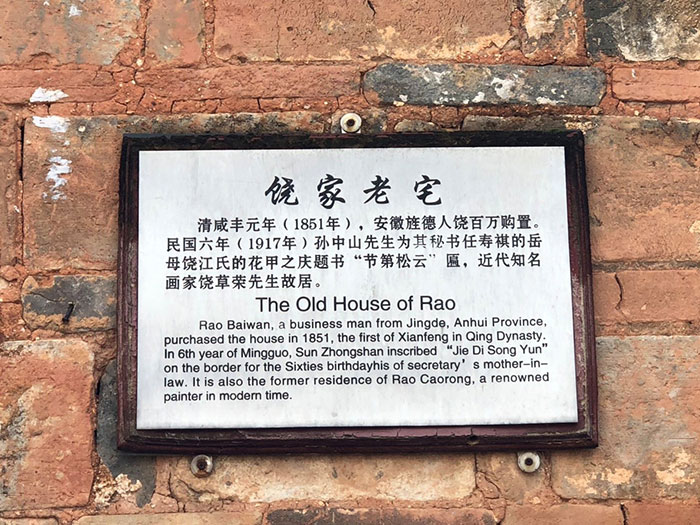 饶家老宅
清咸丰元年（1851年），安徽旌德人饶百万购置。
民国六年（1917年）孙中山先生为其秘书任寿祺的岳
母饶江氏的花甲之庆题书“节第松云”匾，近代知名
画家饶草荣先生故居。
The Old House of Rao
Rao Baiwan, a business man from Jingde, Anhui Province,
purchased the house in 1851, the first of Xianfeng in Qing Dynasty.
In 6th year of Mingguo, Sun Zhongshan inscribed “Jie Di Song Yun”
on the border for the Sixties birthdayhis of secretary’s mother-in-
law. It is also the former residence of Rao Caorong, a renowned
painter in modern time.